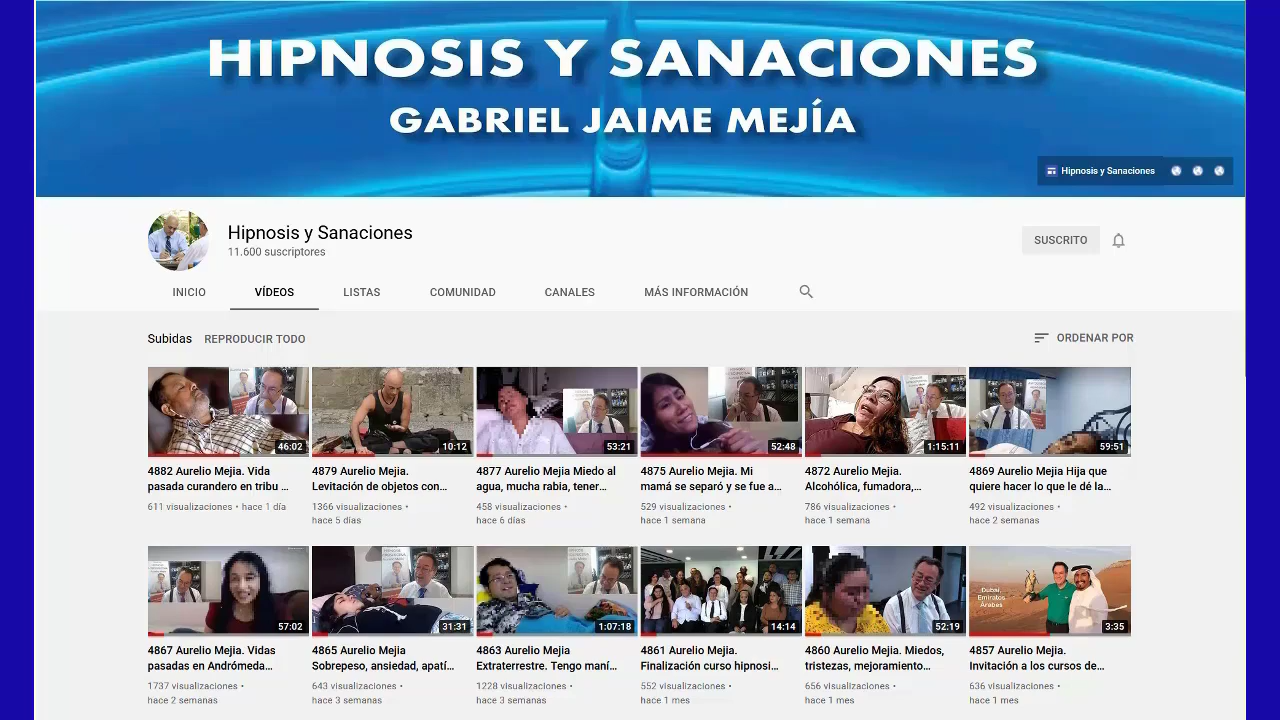 HIPNOSIS Y SANACIONES
GABRIEL JAIME MEJÍA
Hipnosis y Sanaciones
Hipnosis y Sanaciones
11.600 suscriptores
SUSCRITO
INICIO VÍDEOS LISTAS COMUNIDAD CANALES MÁS INFORMACIÓN
Subidas REPRODUCIR TODO ORDENAR POR
46:02
4882 Aurelio Mejia. Vida
pasada curandero en tribu ...
611 visualizaciones • hace 1 día
10:12
4879 Aurelio Mejia.
Levitación de objetos con...
1366 visualizaciones •
hace 5 días
53:21
4877 Aurelio Mejia Miedo al
agua, mucha rabia, tener...
458 visualizaciones •
hace 6 días
52:48
4875 Aurelio Mejia. Mi
mamá se separó y se fue a...
529 visualizaciones •
hace 1 semana
1:15:11
4872 Aurelio Mejia.
Alcohólica, fumadora,...
786 visualizaciones •
hace 1 semana
59:51
4869 Aurelio Mejia Hija que
quiere hacer lo que le dé la...
492 visualizaciones •
hace 2 semanas
57:02
4867 Aurelio Mejia. Vidas
pasadas en Andrómeda...
1737 visualizaciones •
hace 2 semanas
31:31
4865 Aurelio Mejia.
Sobrepeso, ansiedad, apatí...
643 visualizaciones •
hace 3 semanas
1:07:18
4863 Aurelio Mejia
Extraterrestre. Tengo maní...
1228 visualizaciones •
hace 3 semanas
14:14
4861 Aurelio Mejia.
Finalización curso hipnosi...
552 visualizaciones •
hace 1 mes
52:19
4860 Aurelio Mejia. Miedos,
tristezas, mejoramiento...
656 visualizaciones •
hace 1 mes
Dubai,
Emiratos
Arabes
3:35
4857 Aurelio Mejia.
Invitación a los cursos de...
636 visualizaciones •
hace 1 mes